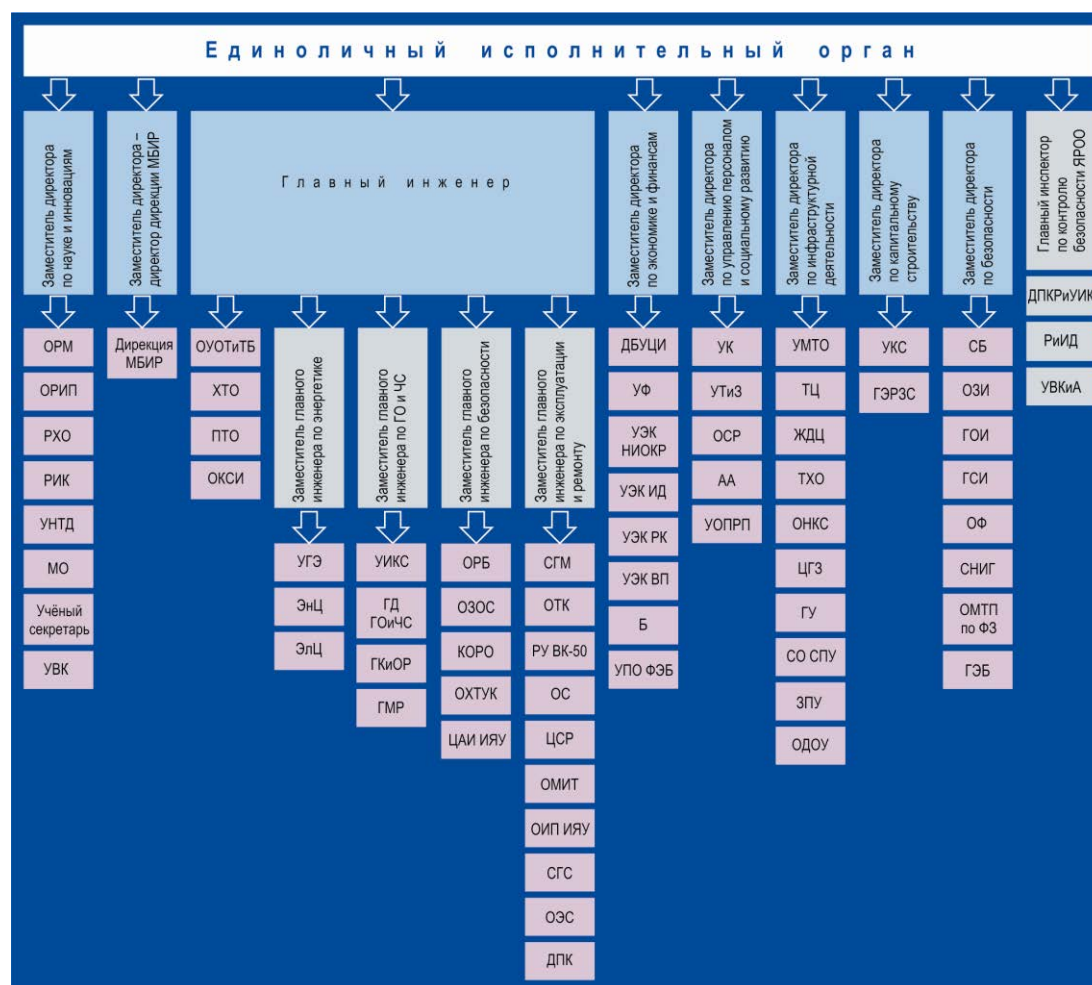 Единоличный исполнительный орган
Заместитель директора
по науке и инновациям
Заместитель директора –
директор дирекции МБИР
Главный инженер
Заместитель директора
по экономике и финансам
Заместитель директора
по управлению персоналом
и социальному развитию
Заместитель директора
по инфраструктурной
деятельности
Заместитель директора
по капитальному
строительству
Заместитель директора
по безопасности
Главный инспектор
по контролю
безопасности ЯРОО
ОРМ
ОРИП
РХО
РИК
УНТД
МО
Учёный
секретарь
УВК
Дирекция
МБИР
ОУОТиТБ
ХТО
ПТО
ОКСИ
Заместитель главного
инженера по энергетике
УГЭ
ЭнЦ
ЭлЦ
Заместитель главного
инженера по ГО и ЧС
УИКС
ГД
ГОиЧС
ГКиОР
ГМР
Заместитель главного
инженера по безопасности
ОРБ
ОЗОС
КОРО
ОХТУК
ЦАИ ИЯУ
Заместитель главного
инженера по эксплуатации
и ремонту
СГМ
ОТК
РУ ВК-50
ОС
ЦСР
ОМИТ
ОИП ИЯУ
СГС
ОЭС
ДПК
ДБУЦИ
УФ
УЭК
НИОКР
УЭК ИД
УЭК РК
УЭК ВП
Б
УПО ФЭБ
УК
УТиЗ
ОСР
АА
УОПРП
УМТО
ТЦ
ЖДЦ
ТХО
ОНКС
ЦГЗ
ГУ
СО СПУ
ЗПУ
ОДОУ
УКС
ГЭРЗС
СБ
ОЗИ
ГОИ
ГСИ
ОФ
СНИГ
ОМТП
по ФЗ
ГЭБ
ДПКРиУИК
РиИД
УВКиА